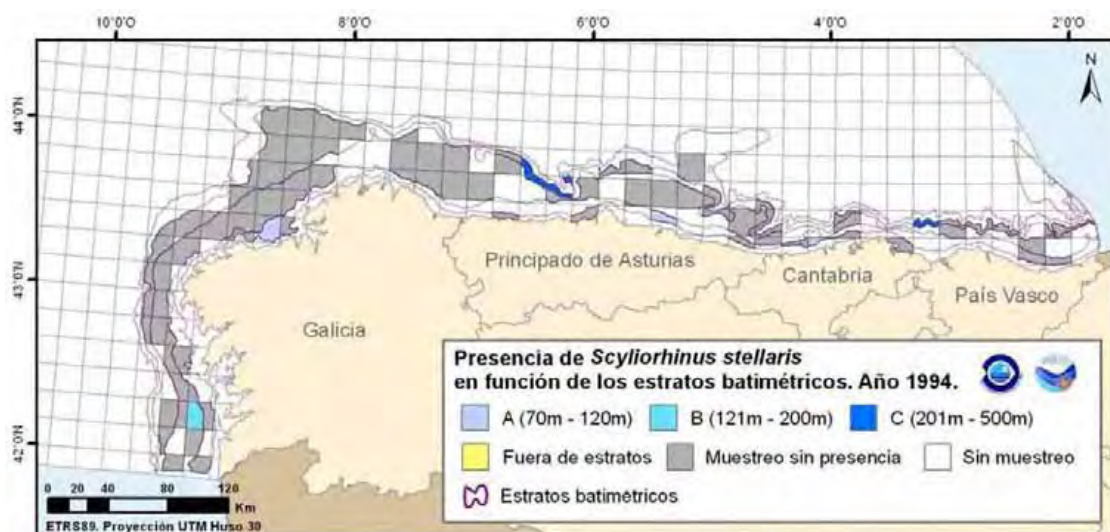 10°0'O 8°0'O 6°0'O 4°0'O 2°0'O
N
44°0'N
43°0'N
42°0'N
Principado de Asturias
Cantabria
País Vasco
Galicia
Presencia de Scyliorhinus stellaris
en función de los estratos batimétricos. Año 1994.
A (70m - 120m) B (121m - 200m) C (201m - 500m)
Fuera de estratos Muestreo sin presencia Sin muestreo
Estratos batimétricos
0 20 40 80 120
Km
ETRS89. Proyección UTM Huso 30